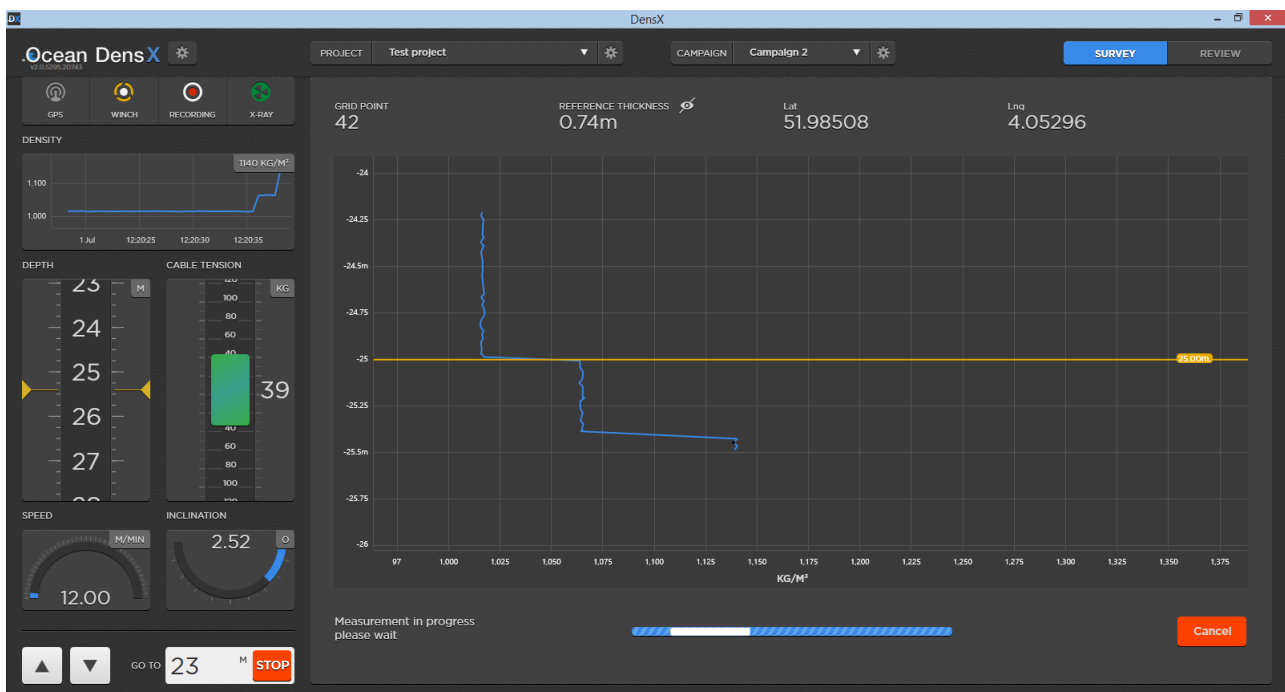 DX
DensX
.Ocean DensX
v2.0.5295.20743
PROJECT Test project
CAMPAIGN Campaign 2
SURVEY REVIEW
GPS WINCH RECORDING X-RAY
DENSITY
1140 KG/M³
1,100
1,000
1 Jul 12:20:25 12:20:30 12:20:35
DEPTH
M
23
24
25
26
27
28
CABLE TENSION
KG
120
100
80
60
40
39
40
60
80
100
120
SPEED
M/MIN
12.00
INCLINATION
2.52 O
GO TO 23 M STOP
GRID POINT
42
REFERENCE THICKNESS
0.74m
Lat
51.98508
Lng
4.05296
-24
-24.25
-24.5m
-24.75
-25
25.00m
-25.25
-25.5m
-25.75
-26
97 1,000 1,025 1,050 1,075 1,100 1,125 1,150 1,175 1,200 1,225 1,250 1,275 1,300 1,325 1,350 1,375
KG/M³
Measurement in progress
please wait
Cancel